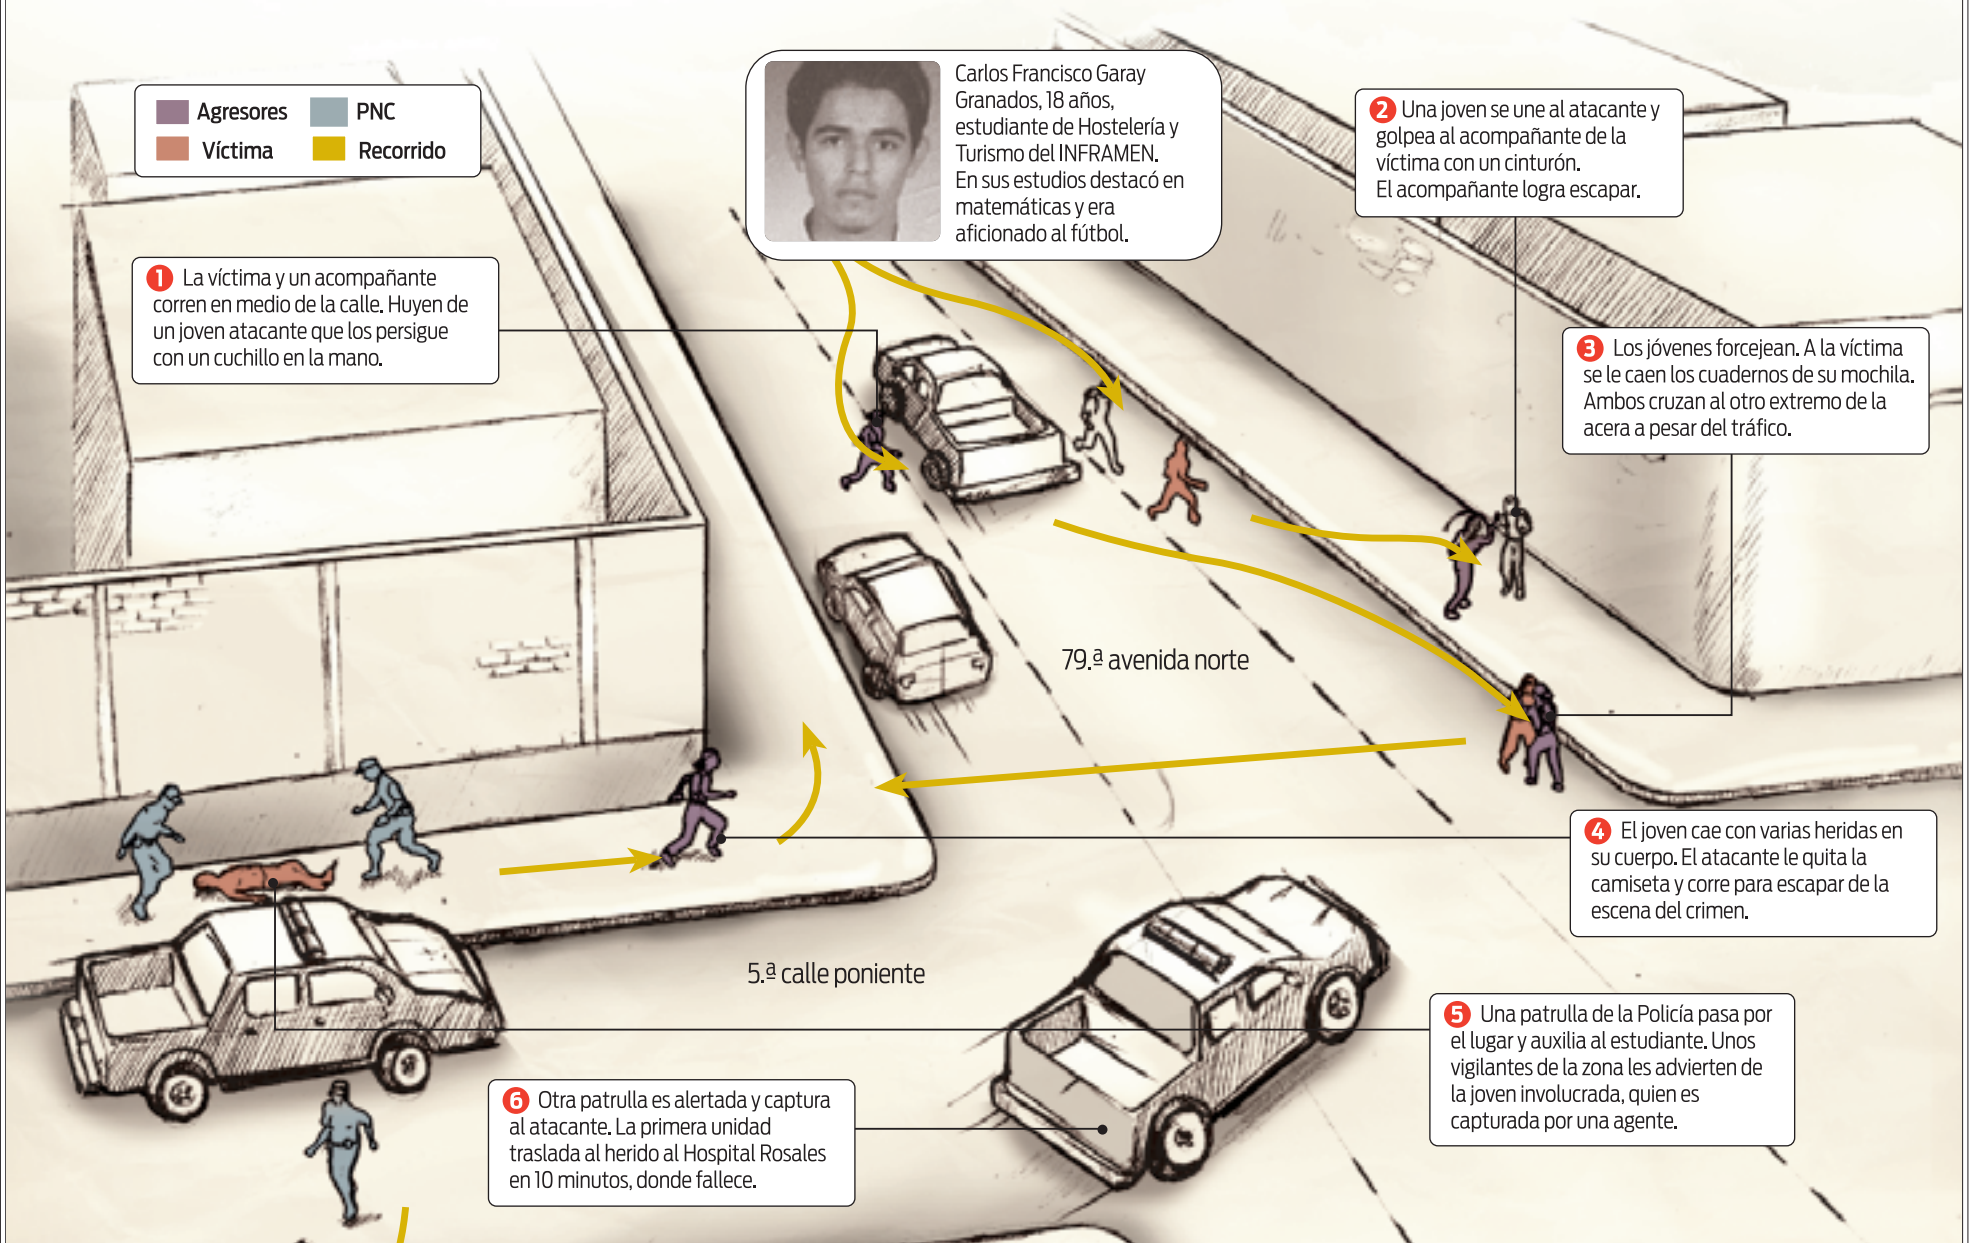 Agresores
PNC
Víctima
Recorrido
Carlos Francisco Garay
Granados, 18 años,
estudiante de Hostelería y
Turismo del INFRAMEN.
En sus estudios destacó en
matemáticas y era
aficionado al fútbol.
1 La víctima y un acompañante
corren en medio de la calle. Huyen de
un joven atacante que los persigue
con un cuchillo en la mano.
2 Una joven se une al atacante y
golpea al acompañante de la
víctima con un cinturón.
El acompañante logra escapar.
3 Los jóvenes forcejean. A la víctima
se le caen los cuadernos de su mochila.
Ambos cruzan al otro extremo de la
acera a pesar del tráfico.
79.ª avenida norte
4 El joven cae con varias heridas en
su cuerpo. El atacante le quita la
camiseta y corre para escapar de la
escena del crimen.
5.ª calle poniente
5 Una patrulla de la Policía pasa por
el lugar y auxilia al estudiante. Unos
vigilantes de la zona les advierten de
la joven involucrada, quien es
capturada por una agente.
6 Otra patrulla es alertada y captura
al atacante. La primera unidad
traslada al herido al Hospital Rosales
en 10 minutos, donde fallece.